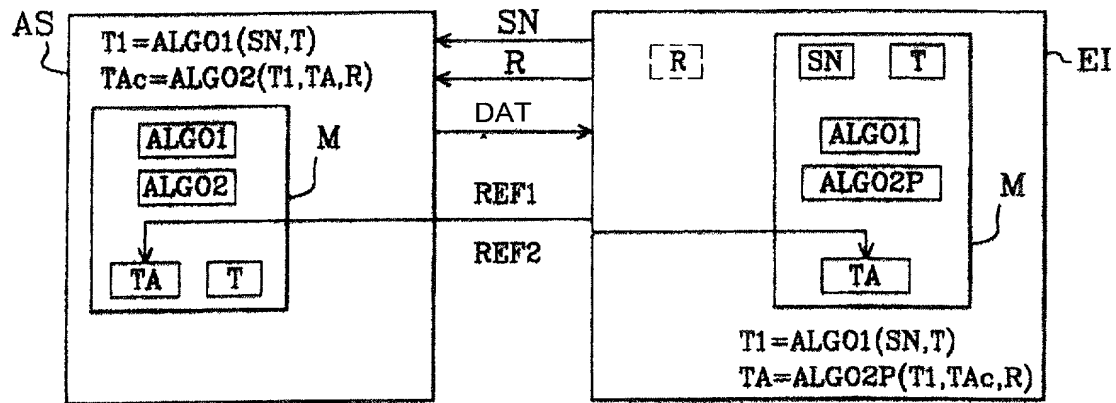 AS
T1=ALGO1(SN,T)
TAc=ALGO2(T1,TA,R)
ALGO1
ALGO2
M
TA
T
SN
R
DAT
REF1
REF2
R
SN
T
EI
ALGO1
ALGO2P
M
TA
T1=ALGO1(SN,T)
TA=ALGO2P(T1,TAc,R)